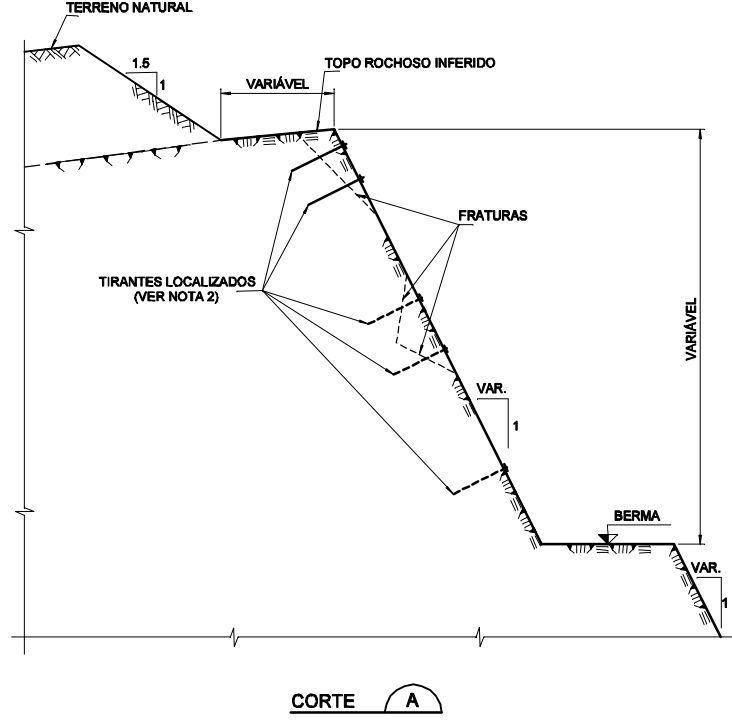 TERRENO NATURAL
1.5
1
VARIÁVEL
TOPO ROCHOSO INFERIDO
FRATURAS
TIRANTES LOCALIZADOS
(VER NOTA 2)
VARIÁVEL
VAR.
1
BERMA
VAR.
1
CORTE A